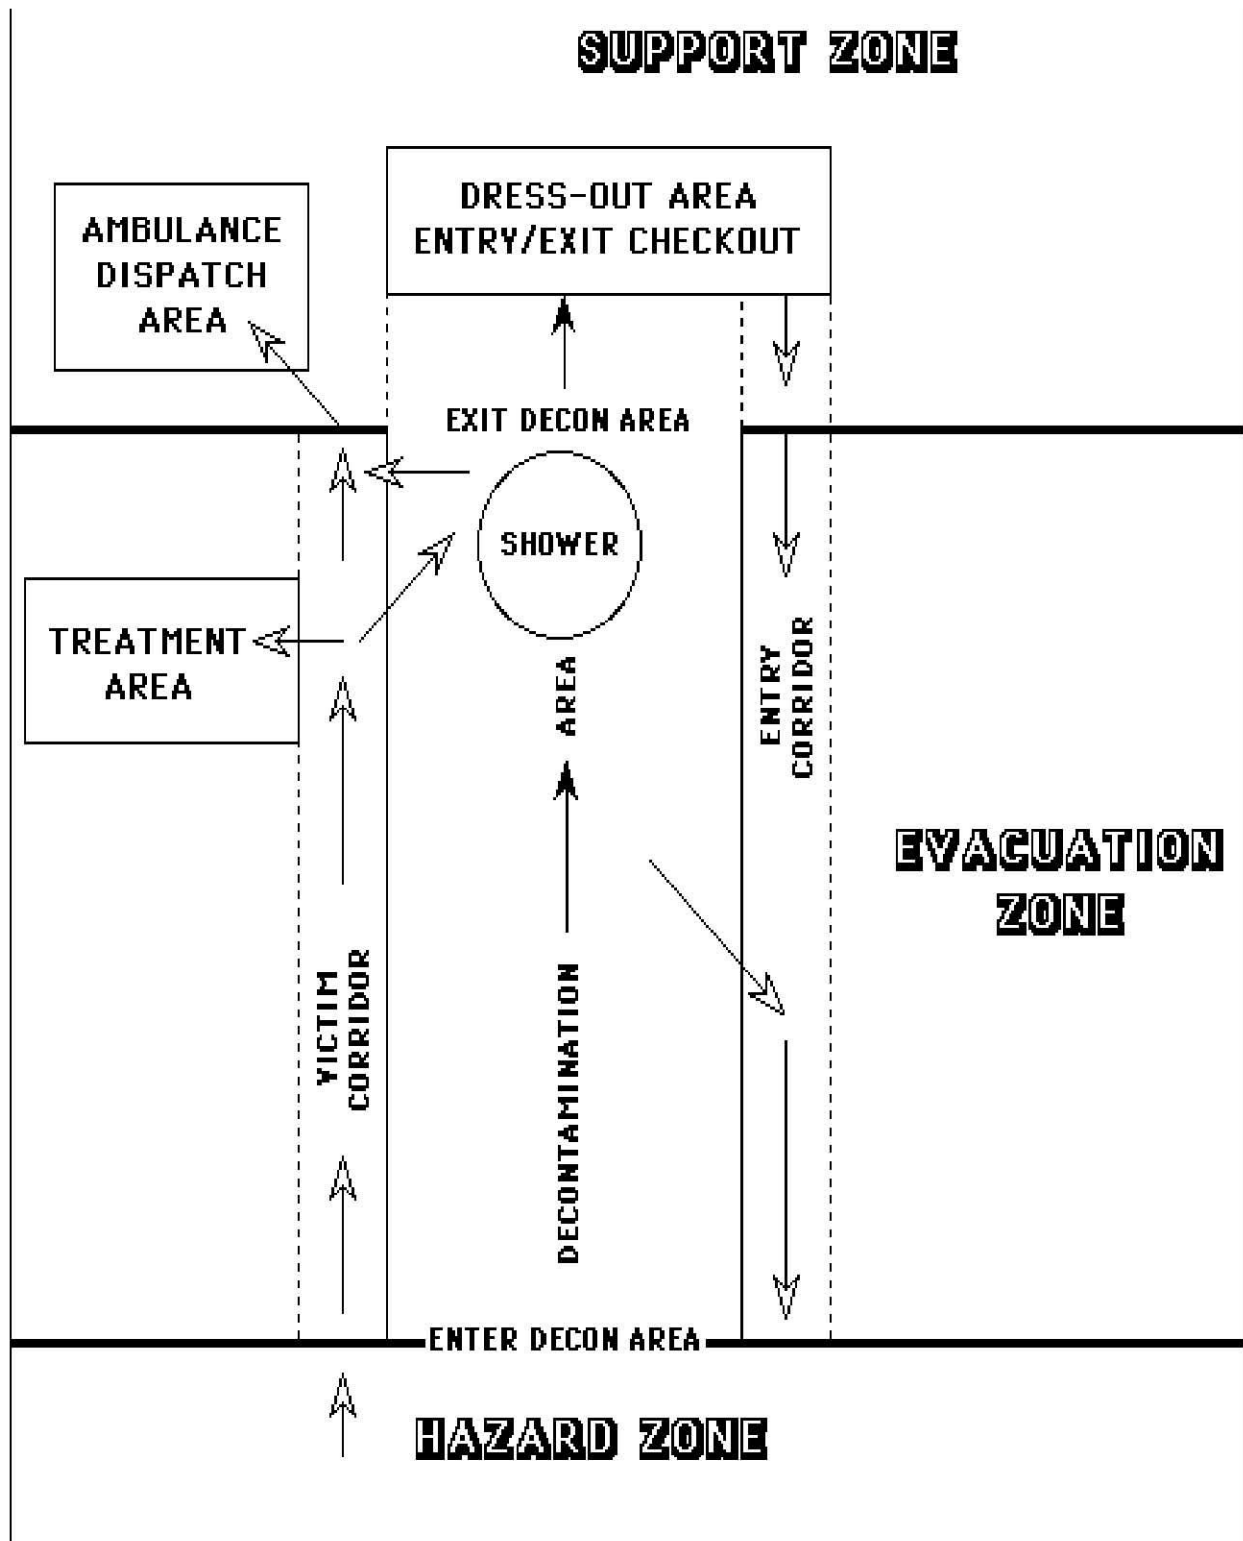 SUPPORT ZONE
DRESS-OUT AREA
ENTRY/EXIT CHECKOUT
AMBULANCE
DISPATCH
AREA
EXIT DECON AREA
SHOWER
TREATMENT
AREA
DECONTAMINATION AREA
ENTRY
CORRIDOR
EVACUATION
ZONE
VICTIM
CORRIDOR
ENTER DECON AREA
HAZARD ZONE